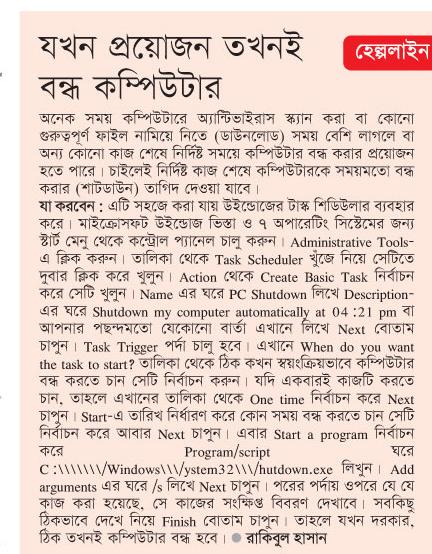 যখন প্রয়োজন তখনই
বন্ধ কম্পিউটার
হেল্পলাইন
অনেক সময় কম্পিউটারে অ্যান্টিভাইরাস স্ক্যান করা বা কোনো
গুরুত্বপূর্ণ ফাইল নামিয়ে নিতে (ডাউনলোড) সময় বেশি লাগলে বা
অন্য কোনো কাজ শেষে নির্দিষ্ট সময়ে কম্পিউটার বন্ধ করার প্রয়োজন
হতে পারে। চাইলেই নির্দিষ্ট কাজ শেষে কম্পিউটারকে সময়মতো বন্ধ
করার (শাটডাউন) তাগিদ দেওয়া যাবে।
যা করবেন : এটি সহজে করা যায় উইন্ডোজের টাস্ক শিডিউলার ব্যবহার
করে। মাইক্রোসফট উইন্ডোজ ভিস্তা ও ৭ অপারেটিং সিস্টেমের জন্য
স্টার্ট মেনু থেকে কন্ট্রোল প্যানেল চালু করুন। Administrative Tools-
এ ক্লিক করুন। তালিকা থেকে Task Scheduler খুঁজে নিয়ে সেটিতে
দুবার ক্লিক করে খুলুন। Action থেকে Create Basic Task নির্বাচন
করে সেটি খুলুন। Name এর ঘরে PC Shutdown লিখে Description-
এর ঘরে Shutdown my computer automatically at 04 :21 pm বা
আপনার পছন্দমতো যেকোনো বার্তা এখানে লিখে Next বোতাম
চাপুন। Task Trigger পর্দা চালু হবে। এখানে When do you want
the task to start? তালিকা থেকে ঠিক কখন স্বয়ংক্রিয়ভাবে কম্পিউটার
বন্ধ করতে চান সেটি নির্বাচন করুন। যদি একবারই কাজটি করতে
চান, তাহলে এখানের তালিকা থেকে One time নির্বাচন করে Next
চাপুন। Start-এ তারিখ নির্ধারণ করে কোন সময় বন্ধ করতে চান সেটি
নির্বাচন করে আবার Next চাপুন। এবার Start a program নির্বাচন
করে Program/script ঘরে
C :\\\\\\\/Windows\\\/ystem32\\\/hutdown.exe লিখুন। Add
arguments এর ঘরে /s লিখে Next চাপুন। পরের পর্দায় ওপরে যে যে
কাজ করা হয়েছে, সে কাজের সংক্ষিপ্ত বিবরণ দেখাবে। সবকিছু
ঠিকভাবে দেখে নিয়ে Finish বোতাম চাপুন। তাহলে যখন দরকার,
ঠিক তখনই কম্পিউটার বন্ধ হবে। ● রাকিবুল হাসান